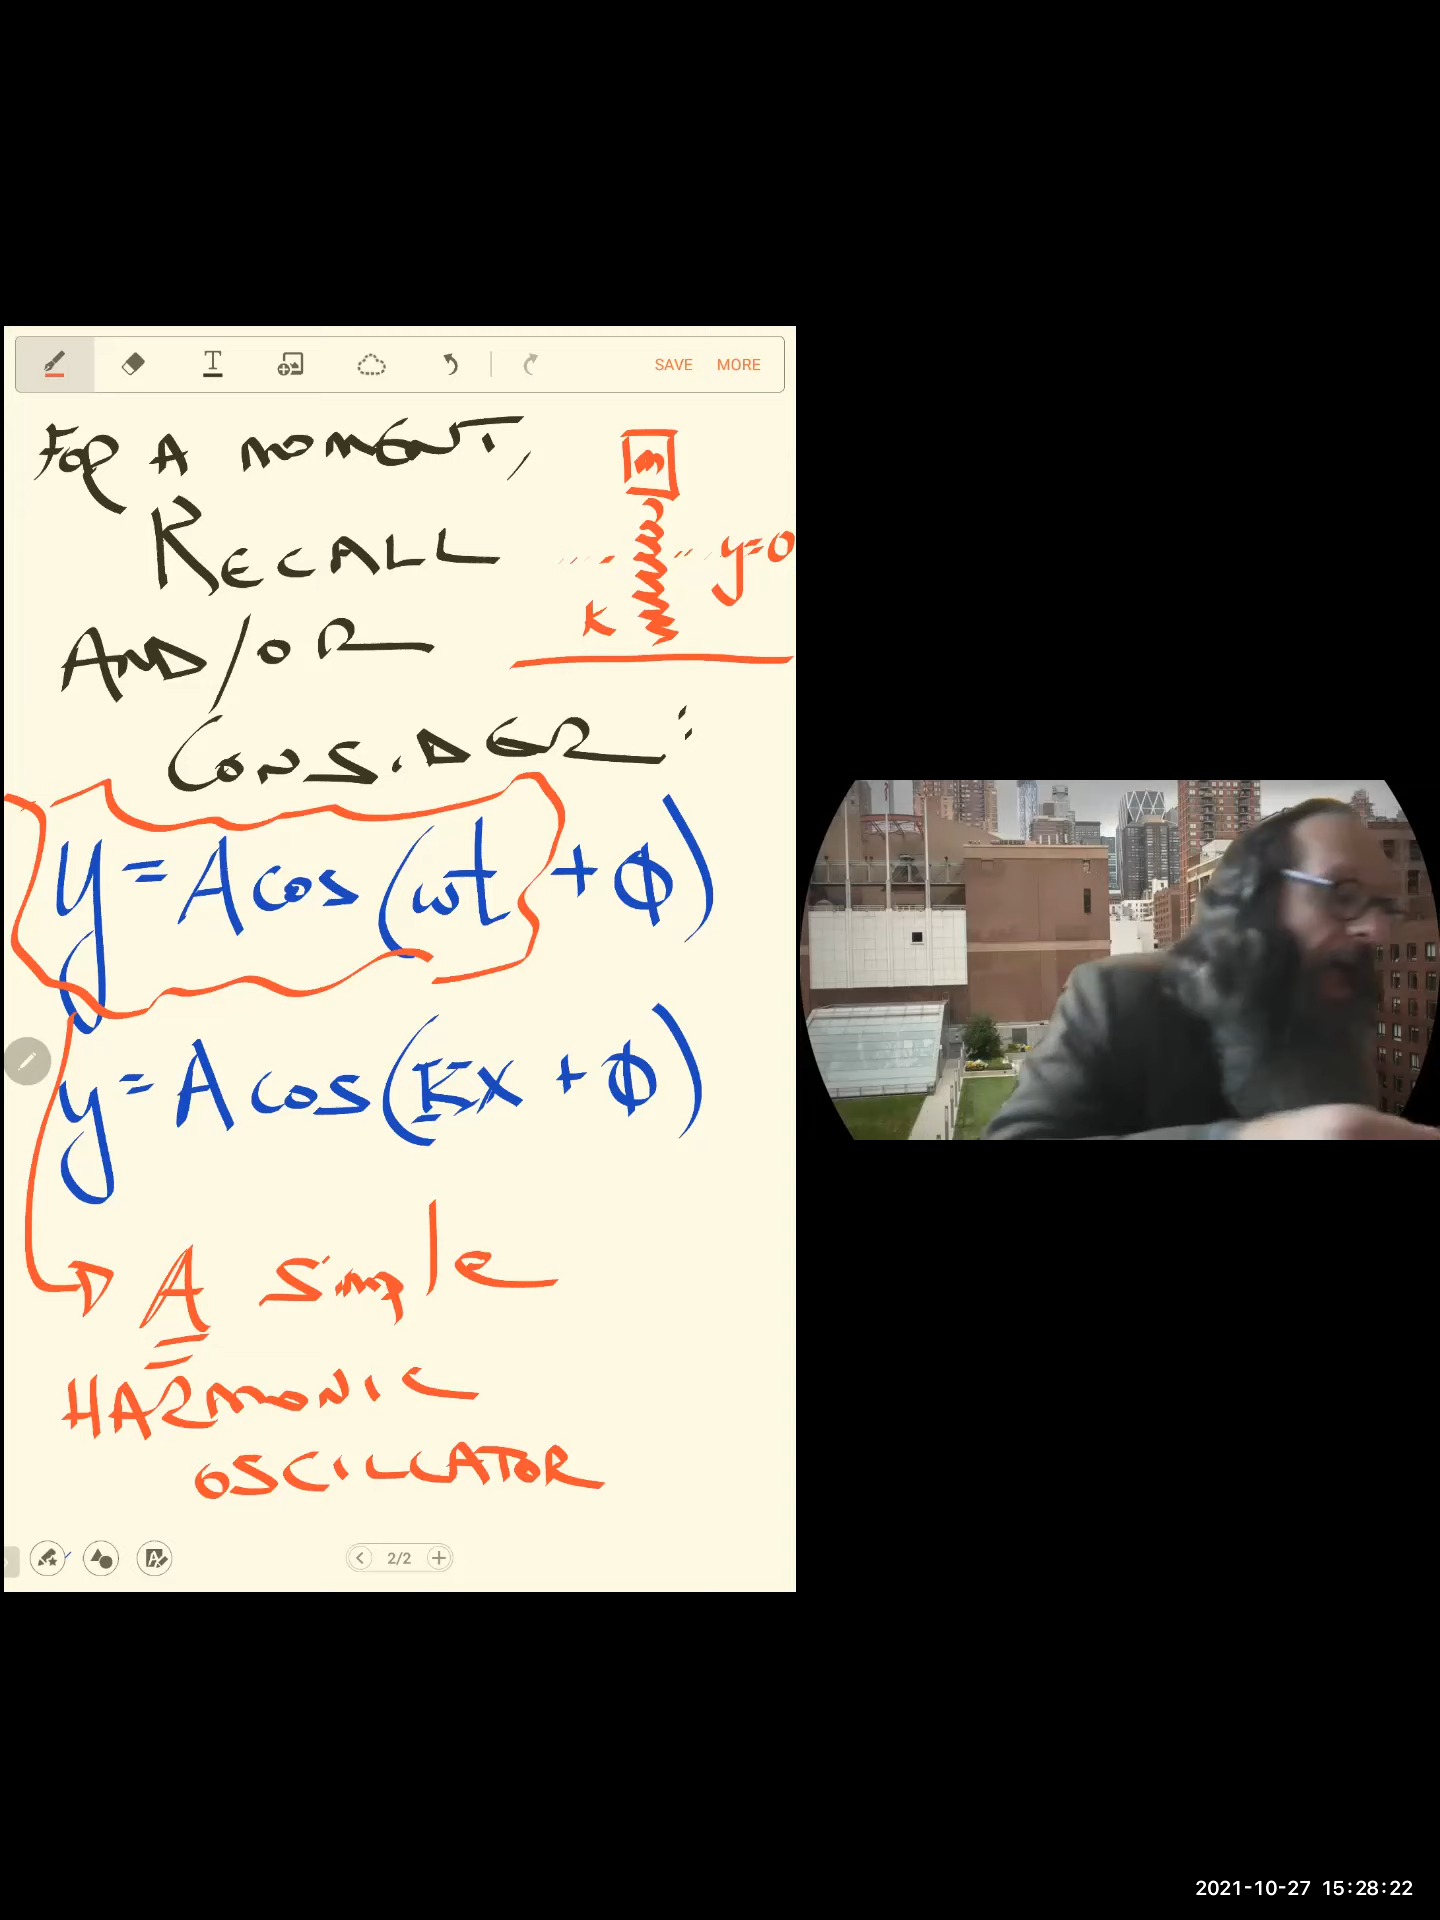 T
SAVE MORE
FOR A MOMENT,
RECALL
AND/OR
CONSIDER:
m
y=0
k
y = A cos(ωt + φ)
y = A cos(kx + φ)
A Simple
HARMONIC
OSCILLATOR
A
2/2
2021-10-27 15:28:22